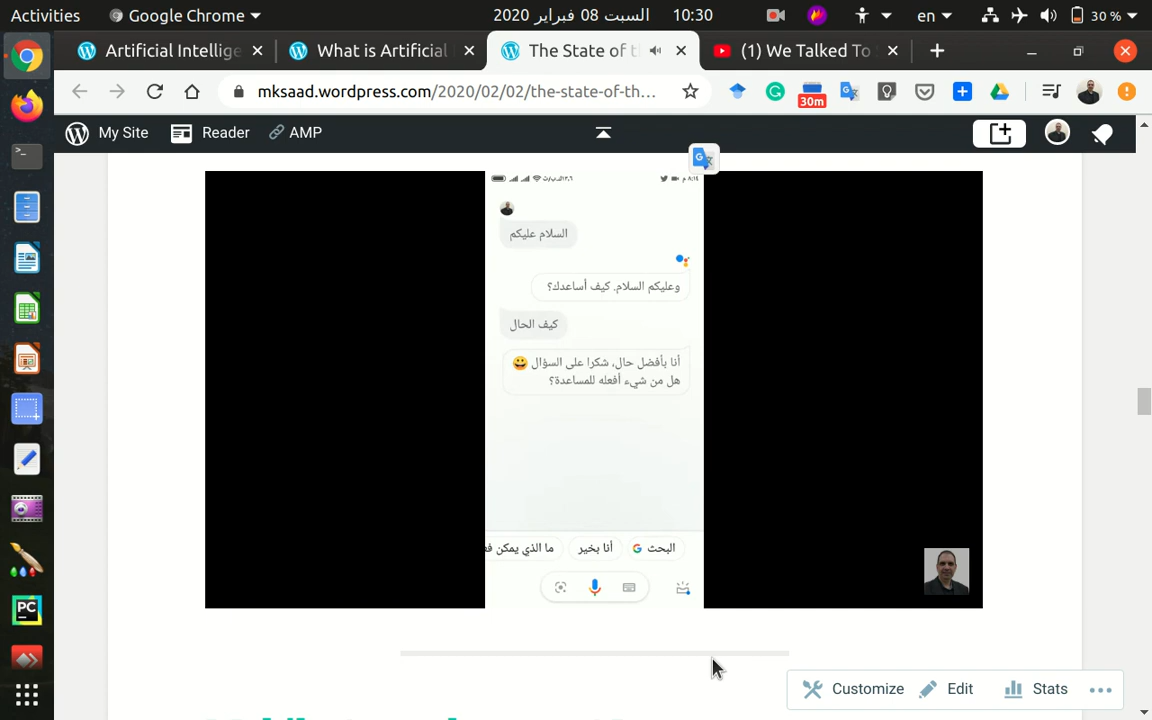 Activities
Google Chrome
السبت 08 فبراير 2020
10:30
en
30 %
Artificial Intellige
What is Artificial
The State of t
(1) We Talked To
mksaad.wordpress.com/2020/02/02/the-state-of-th...
30m
My Site
Reader
AMP
السلام عليكم
وعليكم السلام. كيف أساعدك؟
كيف الحال
أنا بأفضل حال، شكرا على السؤال 😀
هل من شيء أفعله للمساعدة؟
البحث
أنا بخير
ما الذي يمكن فع
PC
Customize
Edit
Stats